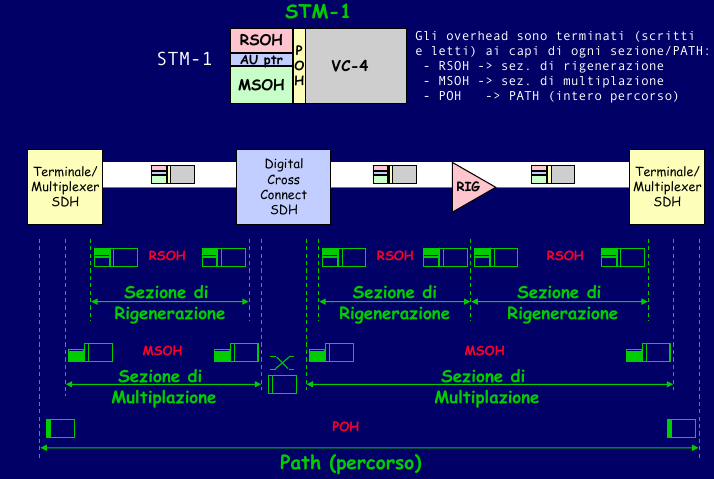 STM-1
STM-1
RSOH
AU ptr
MSOH
P
O
H
VC-4
Gli overhead sono terminati (scritti
e letti) ai capi di ogni sezione/PATH:
- RSOH -> sez. di rigenerazione
- MSOH -> sez. di multiplazione
- POH -> PATH (intero percorso)
Terminale/
Multiplexer
SDH
Digital
Cross
Connect
SDH
RIG
Terminale/
Multiplexer
SDH
RSOH
RSOH
RSOH
Sezione di
Rigenerazione
Sezione di
Rigenerazione
Sezione di
Rigenerazione
MSOH
MSOH
Sezione di
Multiplazione
Sezione di
Multiplazione
POH
Path (percorso)